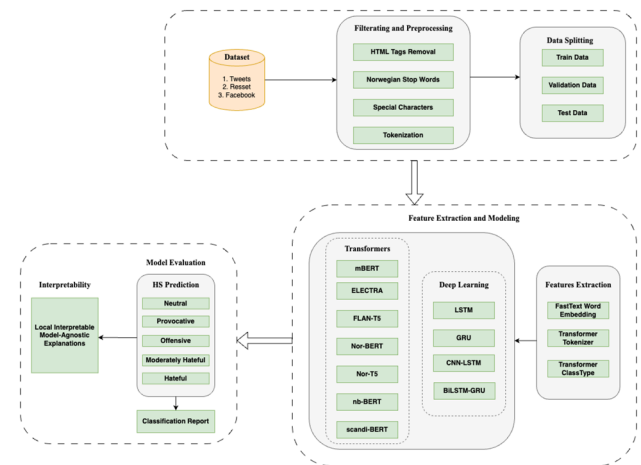 Filterating and Preprocessing
Dataset
1. Tweets
2. Resset
3. Facebook
HTML Tags Removal
Norwegian Stop Words
Special Characters
Tokenization
Data Splitting
Train Data
Validation Data
Test Data
Feature Extraction and Modeling
Transformers
mBERT
ELECTRA
FLAN-T5
Nor-BERT
Nor-T5
nb-BERT
scandi-BERT
Deep Learning
LSTM
GRU
CNN-LSTM
BiLSTM-GRU
Features Extraction
FastText Word
Embedding
Transformer
Tokenizer
Transformer
ClassType
Model Evaluation
Interpretability
Local Interpretable
Model-Agnostic
Explanations
HS Prediction
Neutral
Provocative
Offensive
Moderately Hateful
Hateful
Classification Report